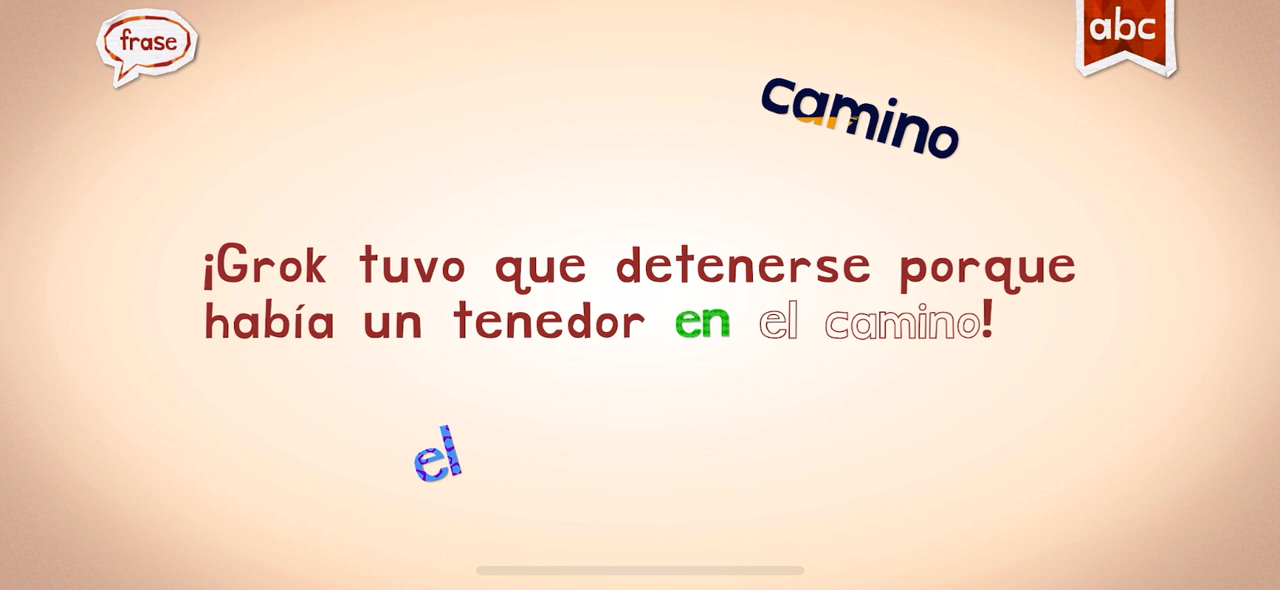 frase
abc
camino
¡Grok tuvo que detenerse porque
había un tenedor en el camino!
el